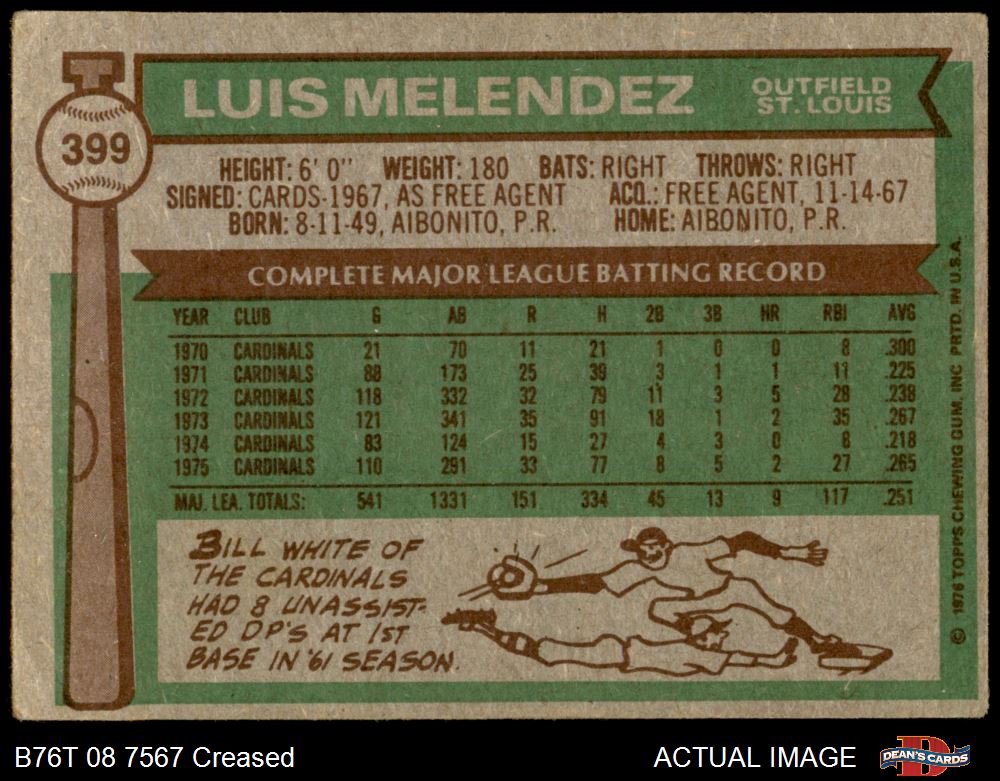 T
399
LUIS MELENDEZ
OUTFIELD
ST. LOUIS
HEIGHT: 6' 0" WEIGHT: 180 BATS: RIGHT THROWS: RIGHT
SIGNED: CARDS-1967, AS FREE AGENT ACQ.: FREE AGENT, 11-14-67
BORN: 8-11-49, AIBONITO, P.R. HOME: AIBONITO, P.R.
COMPLETE MAJOR LEAGUE BATTING RECORD
YEAR CLUB G AB R H 2B 3B HR RBI AVG
1970 CARDINALS 21 70 11 21 1 0 0 8 .300
1971 CARDINALS 88 173 25 39 3 1 1 11 .225
1972 CARDINALS 118 332 32 79 11 3 5 28 .238
1973 CARDINALS 121 341 35 91 18 1 2 35 .267
1974 CARDINALS 83 124 15 27 4 3 0 8 .218
1975 CARDINALS 110 291 33 77 8 5 2 27 .265
MAJ. LEA. TOTALS: 541 1331 151 334 45 13 9 117 .251
BILL WHITE OF
THE CARDINALS
HAD 8 UNASSIST-
ED DP'S AT 1ST
BASE IN '61 SEASON.
© 1976 TOPPS CHEWING GUM, INC PRTD. IN U.S.A.
B76T 08 7567 Creased
ACTUAL IMAGE
D
DEAN'S CARDS